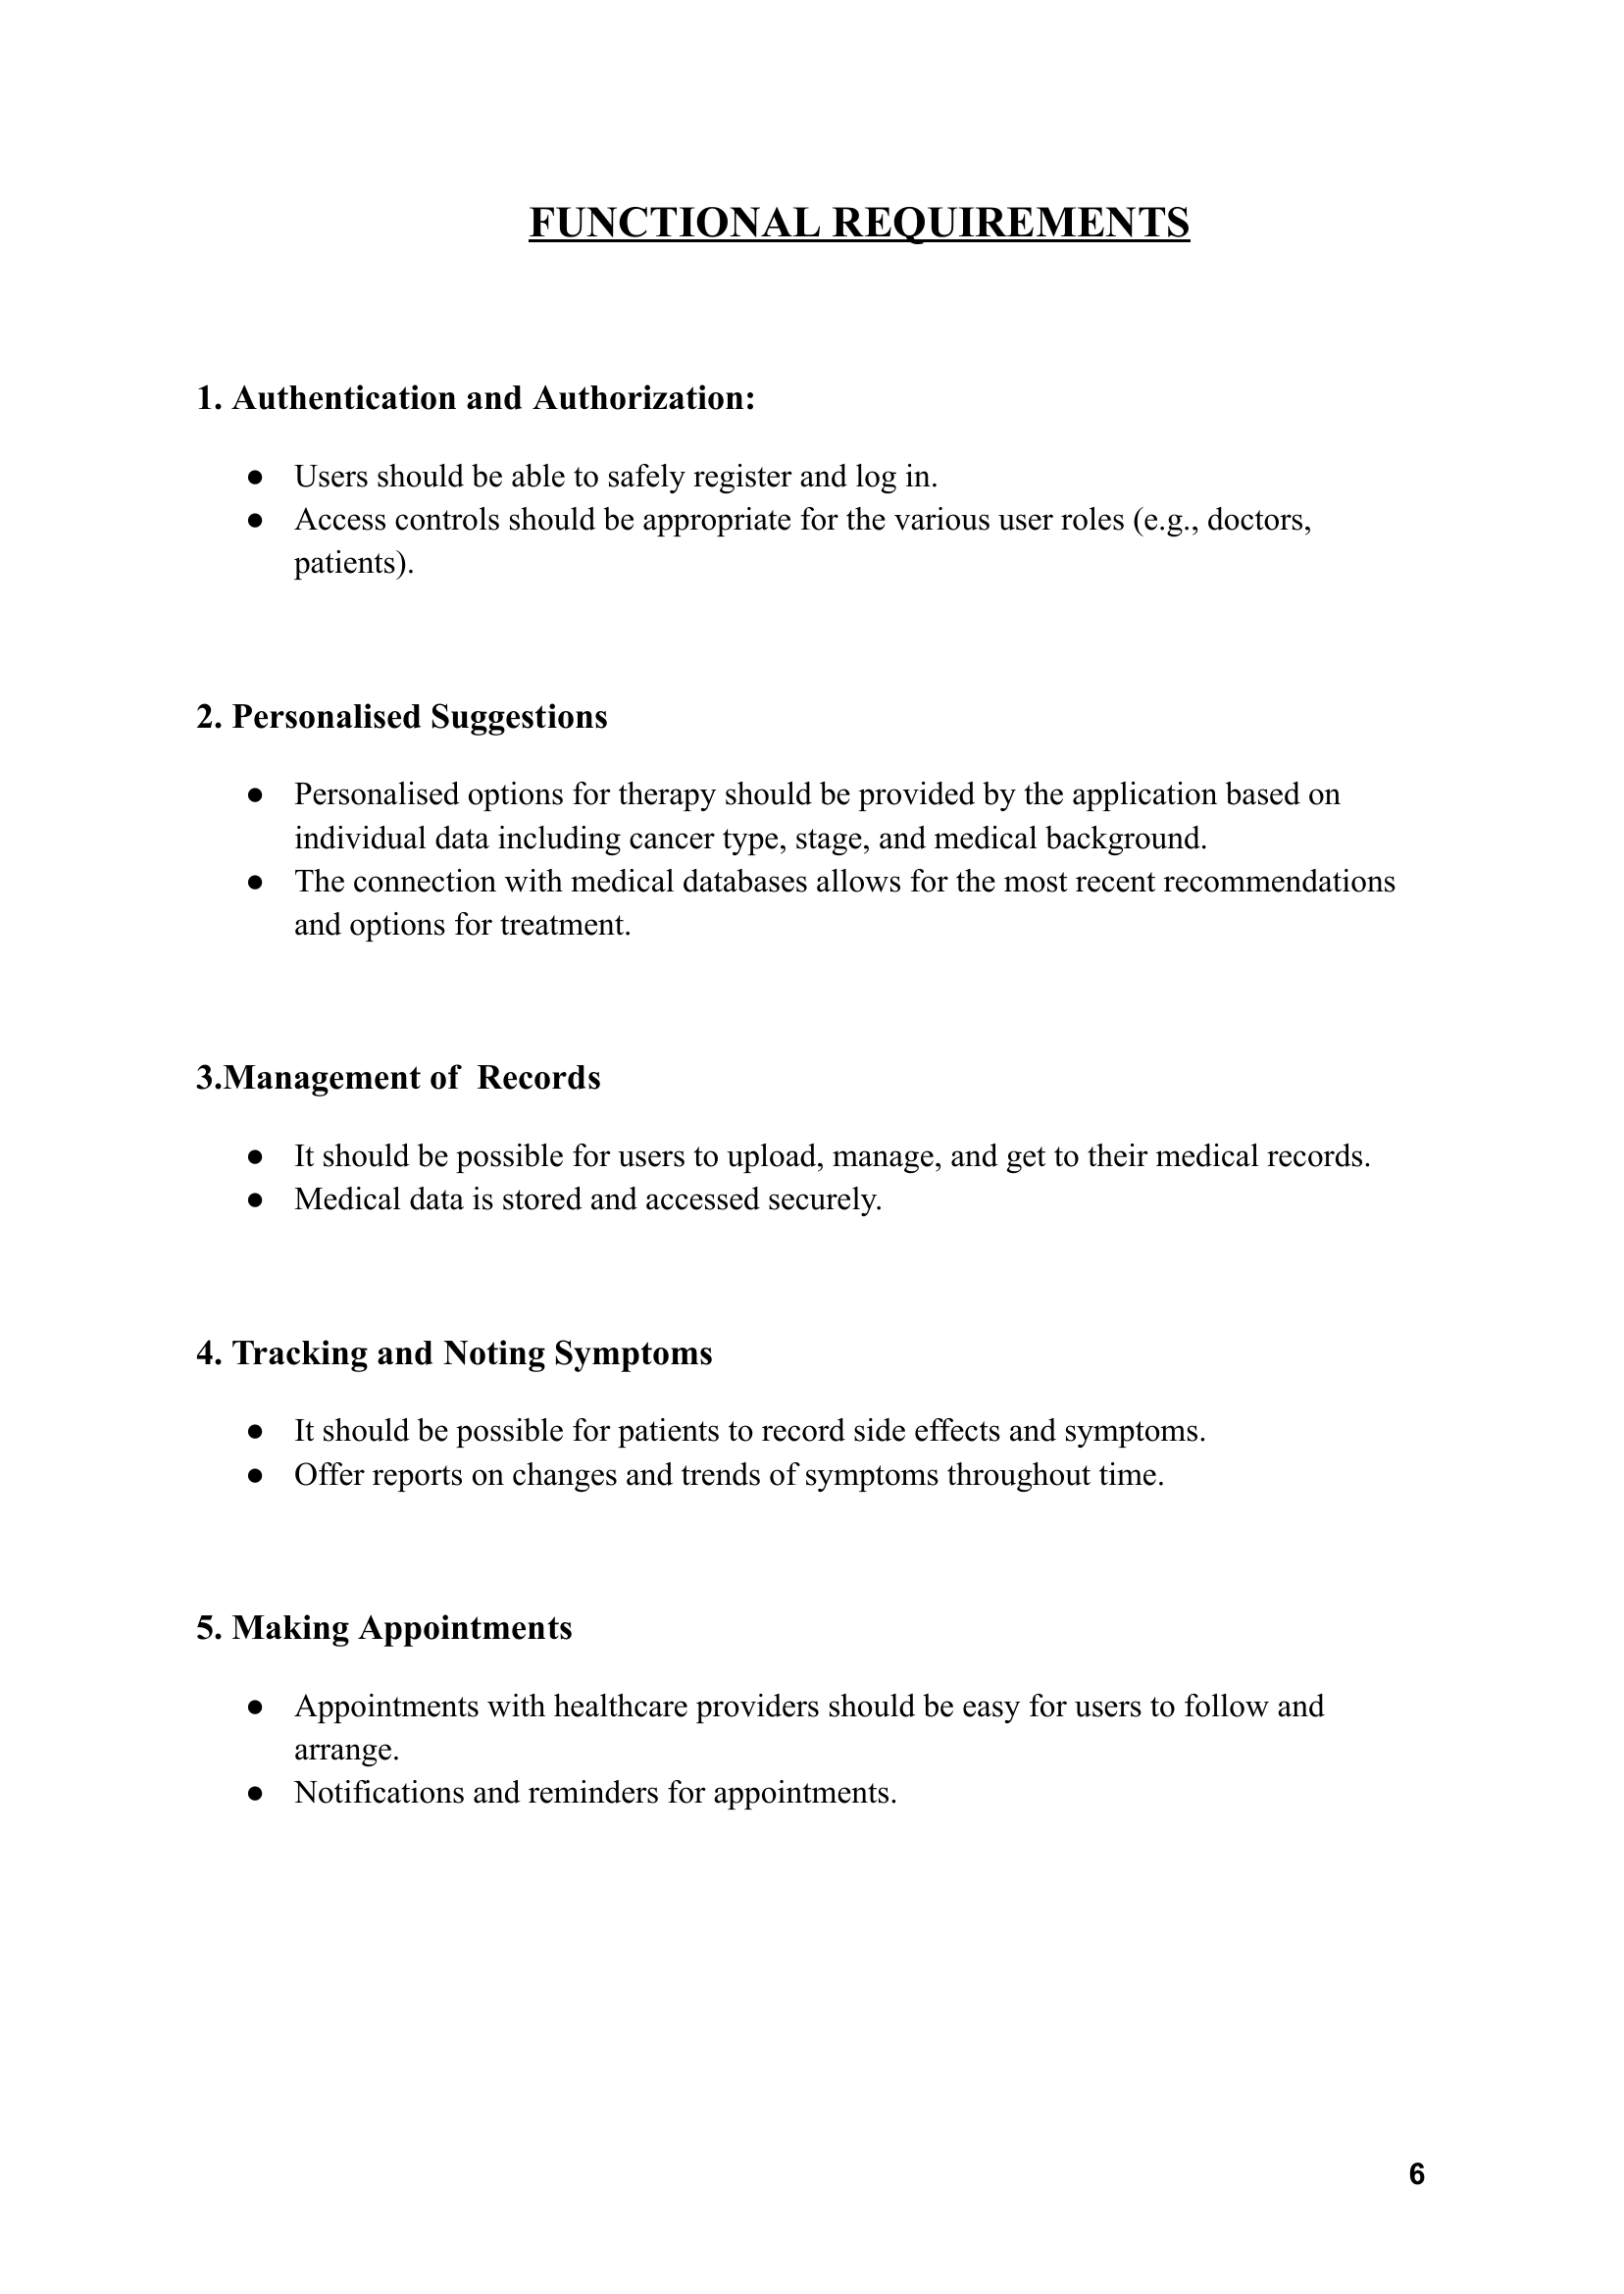 FUNCTIONAL REQUIREMENTS
1. Authentication and Authorization:
● Users should be able to safely register and log in.
● Access controls should be appropriate for the various user roles (e.g., doctors,
patients).
2. Personalised Suggestions
● Personalised options for therapy should be provided by the application based on
individual data including cancer type, stage, and medical background.
● The connection with medical databases allows for the most recent recommendations
and options for treatment.
3.Management of  Records
● It should be possible for users to upload, manage, and get to their medical records.
● Medical data is stored and accessed securely.
4. Tracking and Noting Symptoms
● It should be possible for patients to record side effects and symptoms.
● Offer reports on changes and trends of symptoms throughout time.
5. Making Appointments
● Appointments with healthcare providers should be easy for users to follow and
arrange.
● Notifications and reminders for appointments.
6